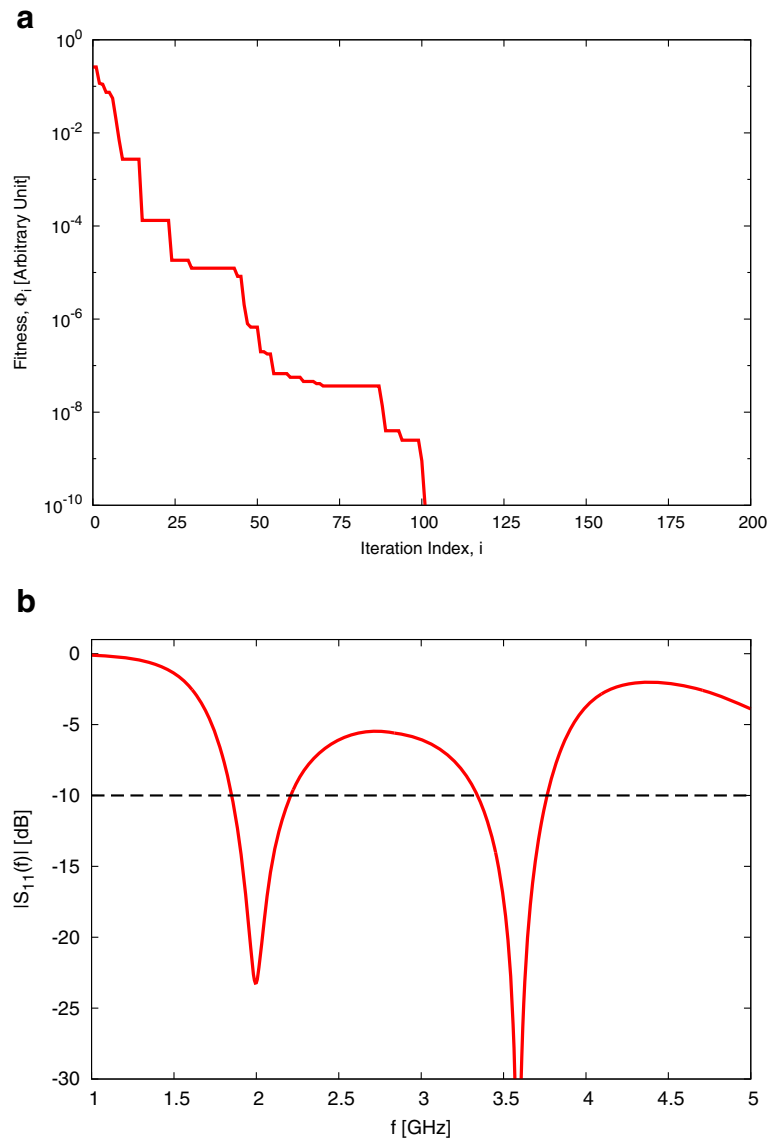 a
10^0
10^-2
10^-4
10^-6
10^-8
10^-10
Fitness, Φ_i [Arbitrary Unit]
0 25 50 75 100 125 150 175 200
Iteration Index, i
b
0
-5
-10
-15
-20
-25
-30
|S_11(f)| [dB]
1 1.5 2 2.5 3 3.5 4 4.5 5
f [GHz]